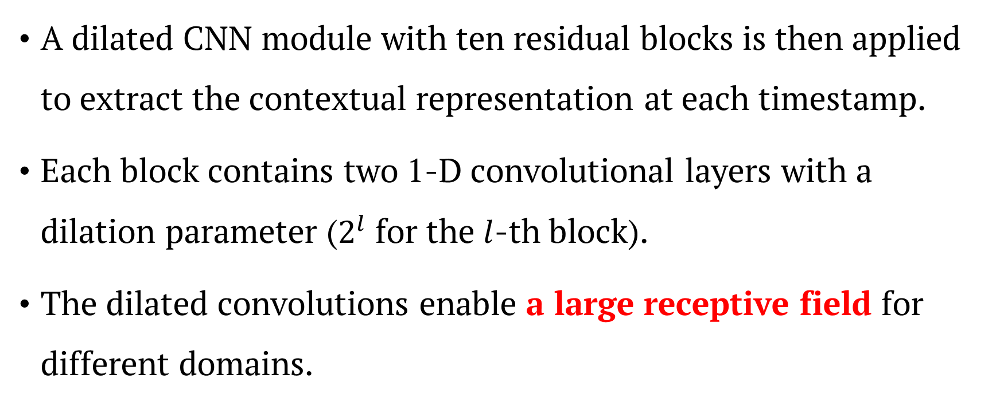 • A dilated CNN module with ten residual blocks is then applied
to extract the contextual representation at each timestamp.
• Each block contains two 1-D convolutional layers with a
dilation parameter (2^l for the l-th block).
• The dilated convolutions enable a large receptive field for
different domains.